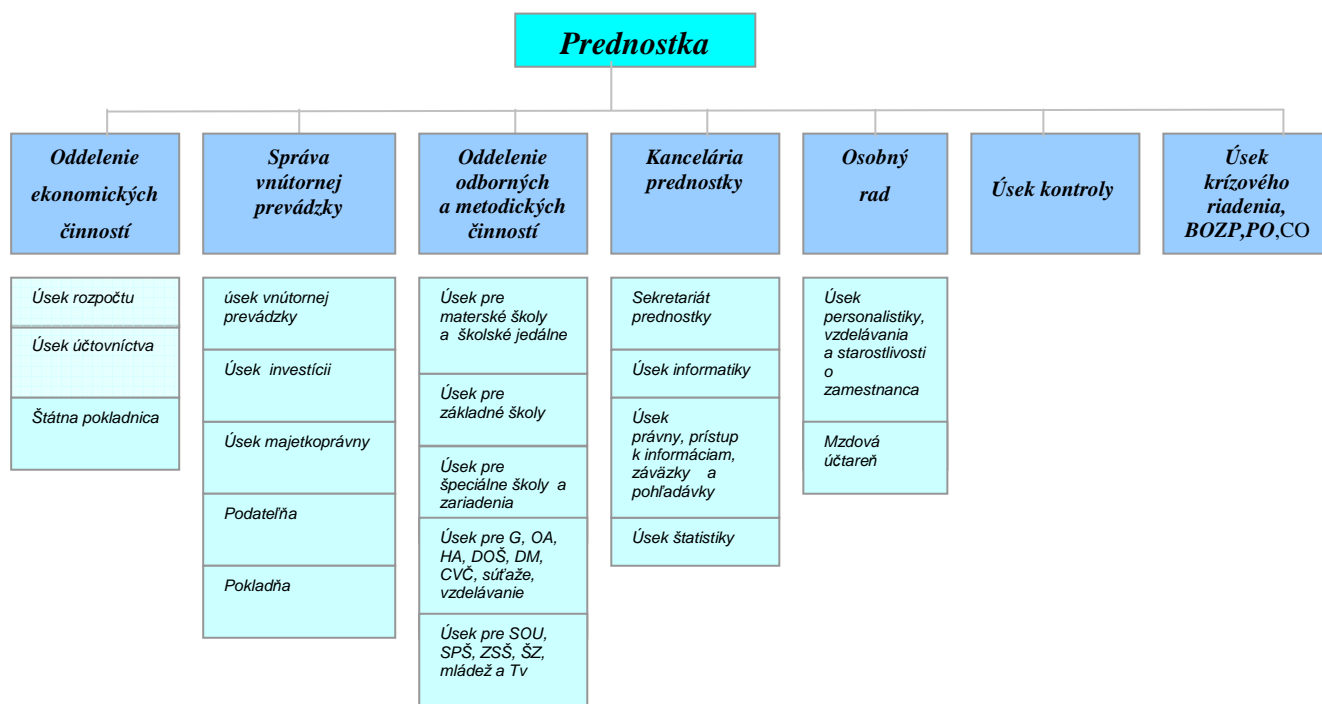 Prednostka
Oddelenie
ekonomických
činností
Správa
vnútornej
prevádzky
Oddelenie
odborných
a metodických
činností
Kancelária
prednostky
Osobný
rad
Úsek kontroly
Úsek
krízového
riadenia,
BOZP,PO,CO
Úsek rozpočtu
Úsek účtovníctva
Štátna pokladnica
úsek vnútornej
prevádzky
Úsek investícii
Úsek majetkoprávny
Podateľňa
Pokladňa
Úsek pre
materské školy
a školské jedálne
Úsek pre
základné školy
Úsek pre
špeciálne školy a
zariadenia
Úsek pre G, OA,
HA, DOŠ, DM,
CVČ, súťaže,
vzdelávanie
Úsek pre SOU,
SPŠ, ZSŠ, ŠZ,
mládež a Tv
Sekretariát
prednostky
Úsek informatiky
Úsek
právny, prístup
k informáciam,
záväzky a
pohľadávky
Úsek štatistiky
Úsek
personalistiky,
vzdelávania
a starostlivosti
o
zamestnanca
Mzdová
účtareň